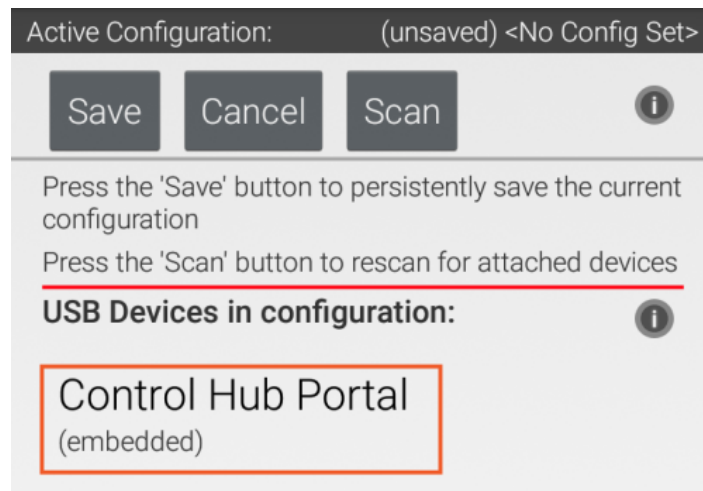 Active Configuration: (unsaved) <No Config Set>
Save Cancel Scan
Press the 'Save' button to persistently save the current
configuration
Press the 'Scan' button to rescan for attached devices
USB Devices in configuration:
Control Hub Portal
(embedded)